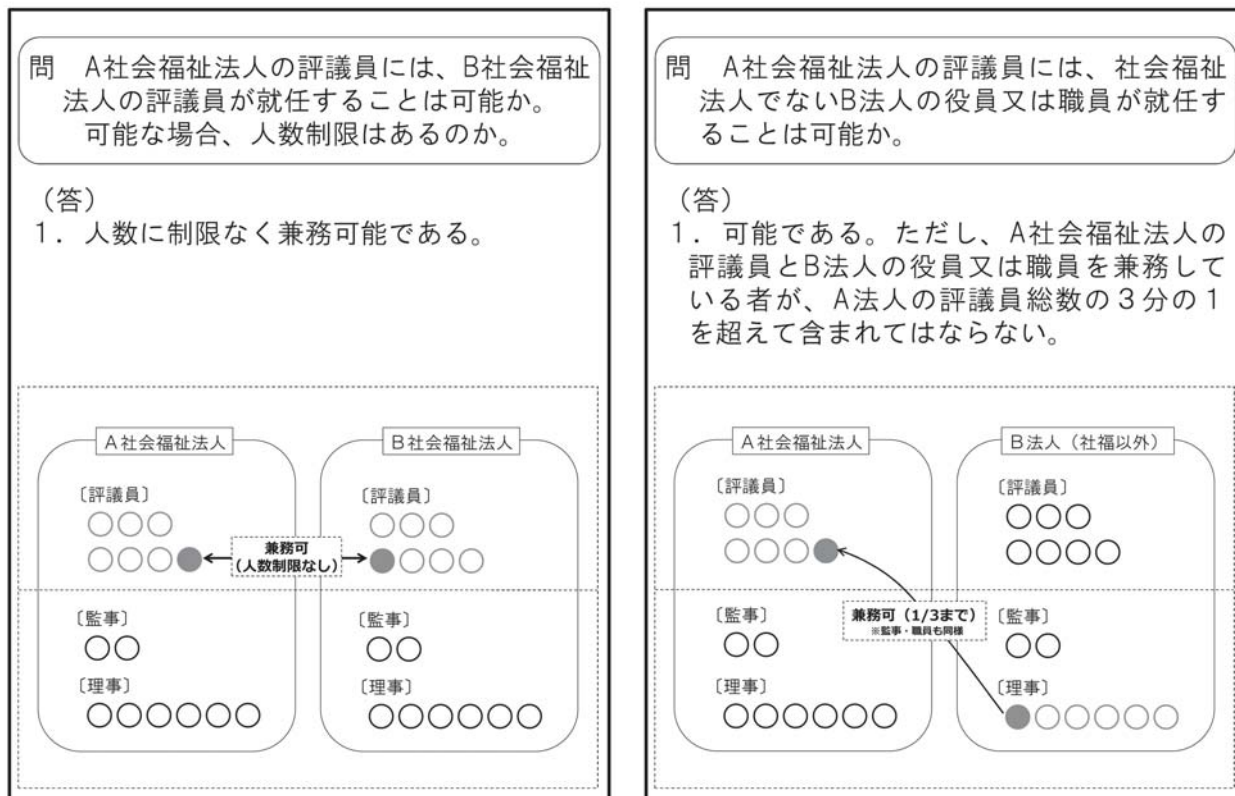 問　A社会福祉法人の評議員には、B社会福祉
法人の評議員が就任することは可能か。
可能な場合、人数制限はあるのか。
（答）
１．人数に制限なく兼務可能である。
A社会福祉法人
B社会福祉法人
〔評議員〕
〔評議員〕
兼務可
（人数制限なし）
〔監事〕
〔監事〕
〔理事〕
〔理事〕
問　A社会福祉法人の評議員には、社会福祉
法人でないB法人の役員又は職員が就任す
ることは可能か。
（答）
１．可能である。ただし、A社会福祉法人の
評議員とB法人の役員又は職員を兼務して
いる者が、A法人の評議員総数の３分の１
を超えて含まれてはならない。
A社会福祉法人
B法人（社福以外）
〔評議員〕
〔評議員〕
兼務可（1/3まで）
※監事・職員も同様
〔監事〕
〔監事〕
〔理事〕
〔理事〕